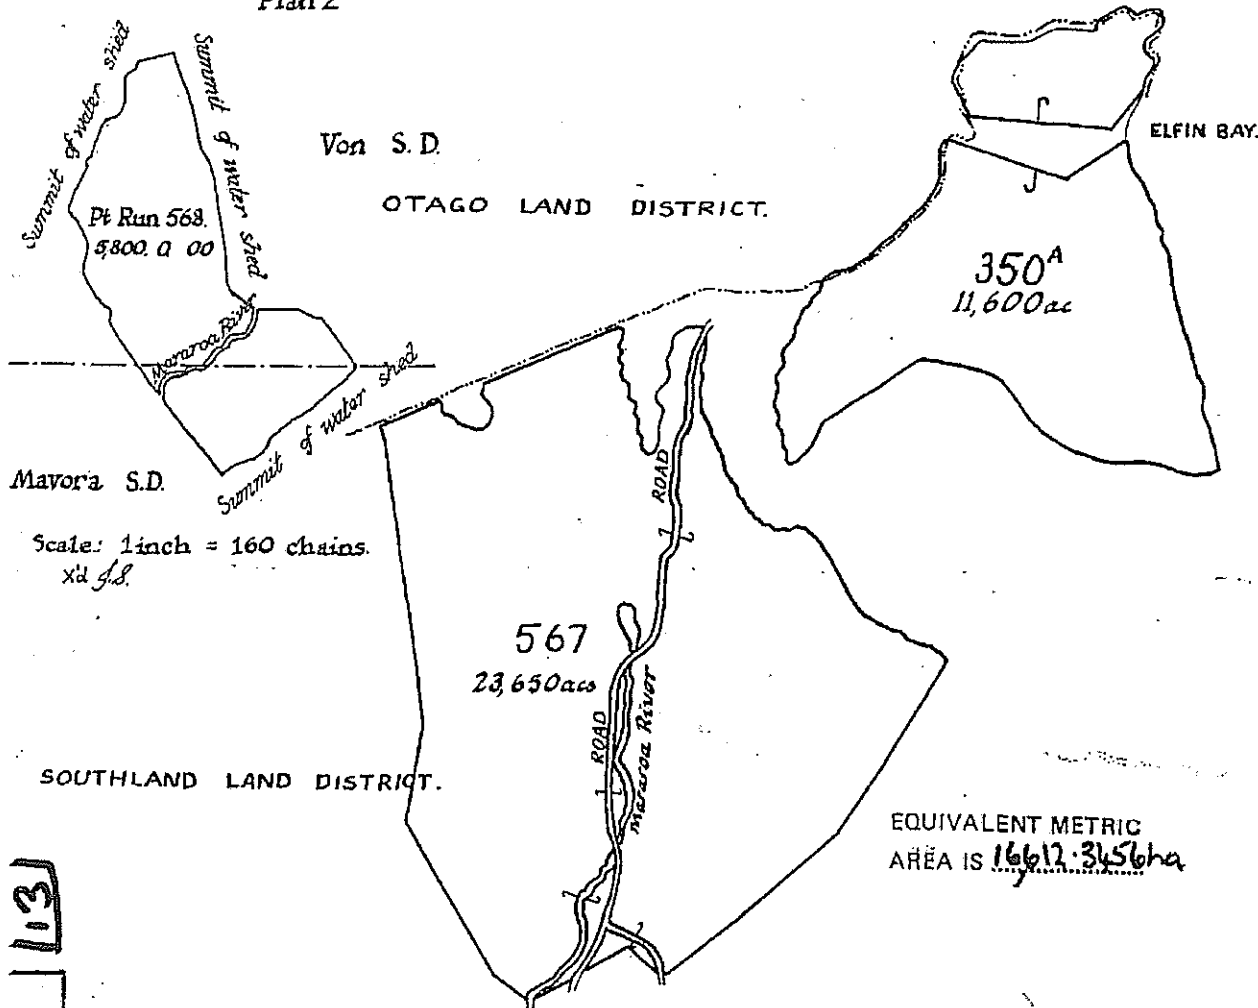 Plan 2
Summit of water shed
Summit of water shed
Von S.D.
ELFIN BAY.
OTAGO LAND DISTRICT.
Pt Run 568.
5,800. a 00
350A
11,600ac
Mararoa River
Summit of water shed
Mavora S.D.
ROAD
Scale: 1inch = 160 chains.
X'd J.S.
567
23,650acs
ROAD
Mararoa River
SOUTHLAND LAND DISTRICT.
EQUIVALENT METRIC
AREA IS 16612.3456ha